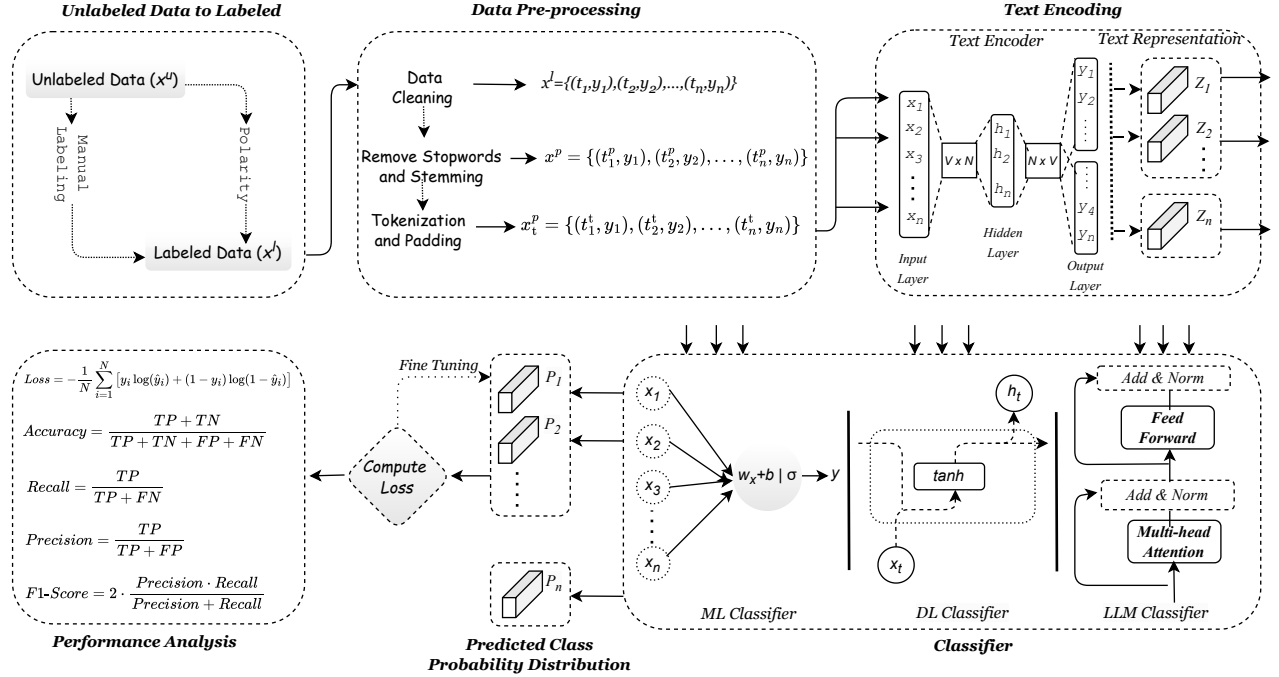 Unlabeled Data to Labeled
Unlabeled Data (x^u)
Manual
Labeling
Polarity
Labeled Data (x^l)
Data Pre-processing
Data
Cleaning
x^l={(t_1,y_1),(t_2,y_2),...,(t_n,y_n)}
Remove Stopwords
and Stemming
x^p = {(t_1^p, y_1), (t_2^p, y_2), . . . , (t_n^p, y_n)}
Tokenization
and Padding
x_t^p = {(t_1^t, y_1), (t_2^t, y_2), . . . , (t_n^t, y_n)}
Text Encoding
Text Encoder
Text Representation
x_1
x_2
x_3
x_n
Input
Layer
V x N
h_1
h_2
h_n
Hidden
Layer
N x V
y_1
y_2
y_4
y_n
Output
Layer
Z_1
Z_2
Z_n
Loss = -1/N ∑_{i=1}^{N} [y_i log(ŷ_i) + (1 − y_i) log(1 − ŷ_i)]
Accuracy = TP + TN / TP + TN + FP + FN
Recall = TP / TP + FN
Precision = TP / TP + FP
F1-Score = 2 · Precision · Recall / Precision + Recall
Performance Analysis
Fine Tuning
Compute
Loss
P_1
P_2
P_n
Predicted Class
Probability Distribution
x_1
x_2
x_3
x_n
w_x+b | σ
y
ML Classifier
h_t
tanh
x_t
DL Classifier
Add & Norm
Feed
Forward
Add & Norm
Multi-head
Attention
LLM Classifier
Classifier